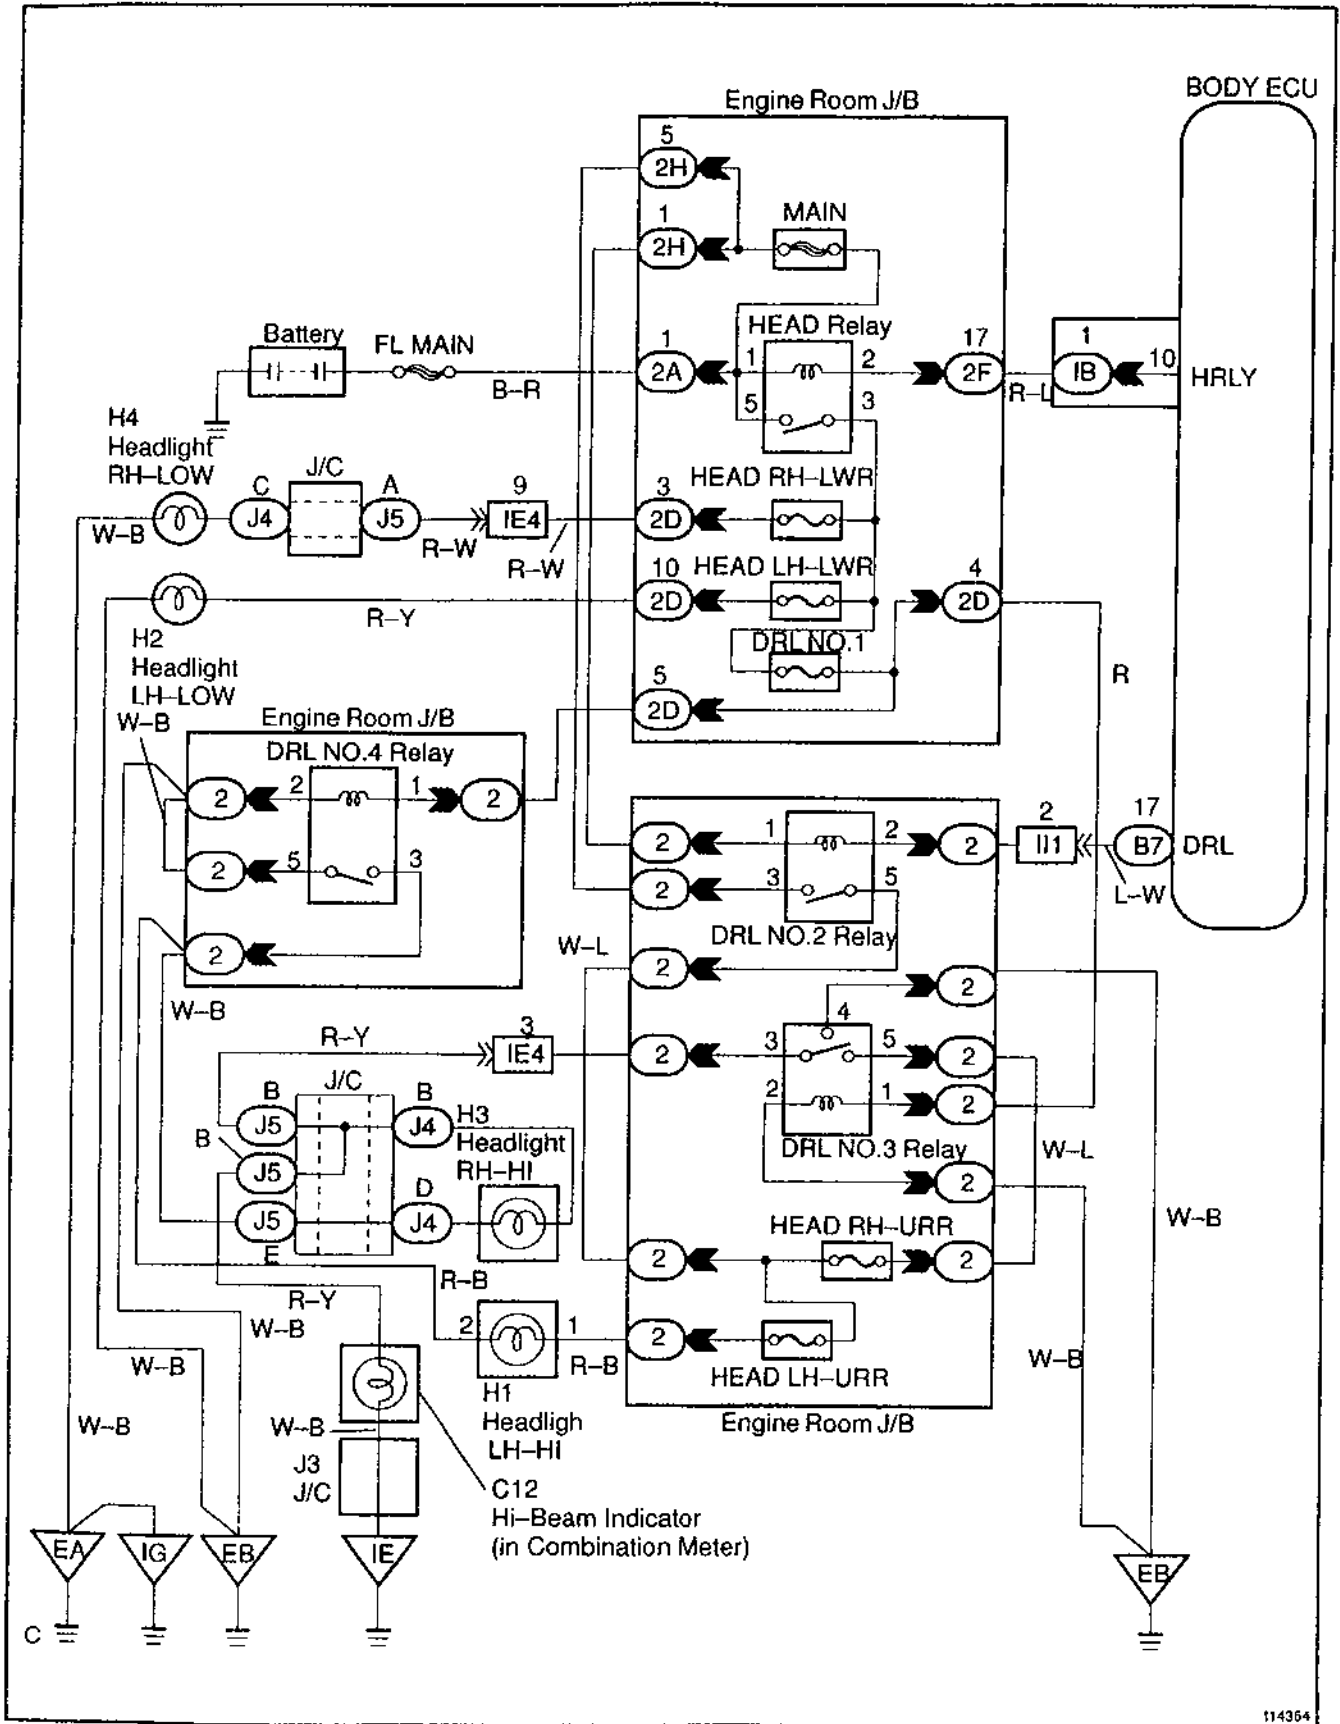 BODY ECU
Engine Room J/B
5
2H
1
2H
MAIN
Battery
FL MAIN
B–R
1
2A
HEAD Relay
1
2
5
3
17
2F
R–L
1
IB
10
HRLY
H4
Headlight
RH–LOW
W–B
C
J4
J/C
A
J5
R–W
9
IE4
R–W
HEAD RH–LWR
3
2D
HEAD LH–LWR
10
2D
4
2D
R–Y
H2
Headlight
LH–LOW
DRL NO.1
R
5
2D
W–B
Engine Room J/B
DRL NO.4 Relay
2
2
1
2
2
5
3
2
W–B
2
1
2
2
2
II1
17
B7
DRL
L–W
2
3
5
DRL NO.2 Relay
W–L
2
2
4
R–Y
3
IE4
2
3
5
2
2
1
2
DRL NO.3 Relay
2
W–L
J/C
B
J5
B
J4
H3
Headlight
RH–HI
B
J5
D
J5
J4
E
W–B
HEAD RH–URR
2
2
R–B
R–Y
W–B
2
1
R–B
2
HEAD LH–URR
W–B
W–B
H1
Headligh
LH–HI
Engine Room J/B
W–B
W–B
J3
J/C
C12
Hi–Beam Indicator
(in Combination Meter)
EA
IG
EB
IE
EB
C
114364